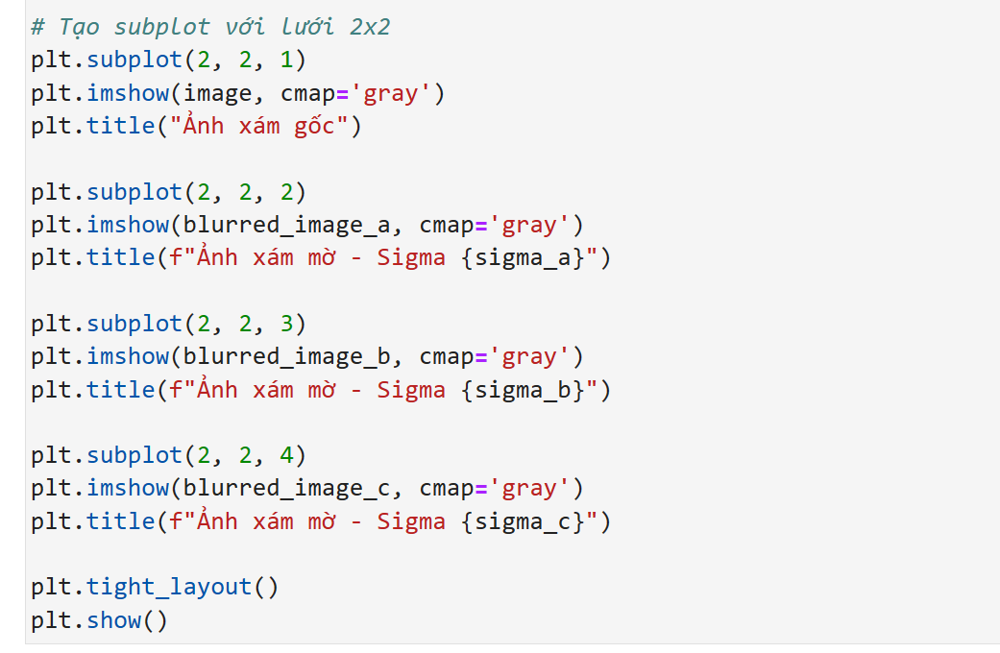 # Tạo subplot với lưới 2x2
plt.subplot(2, 2, 1)
plt.imshow(image, cmap='gray')
plt.title("Ảnh xám gốc")
plt.subplot(2, 2, 2)
plt.imshow(blurred_image_a, cmap='gray')
plt.title(f"Ảnh xám mờ - Sigma {sigma_a}")
plt.subplot(2, 2, 3)
plt.imshow(blurred_image_b, cmap='gray')
plt.title(f"Ảnh xám mờ - Sigma {sigma_b}")
plt.subplot(2, 2, 4)
plt.imshow(blurred_image_c, cmap='gray')
plt.title(f"Ảnh xám mờ - Sigma {sigma_c}")
plt.tight_layout()
plt.show()